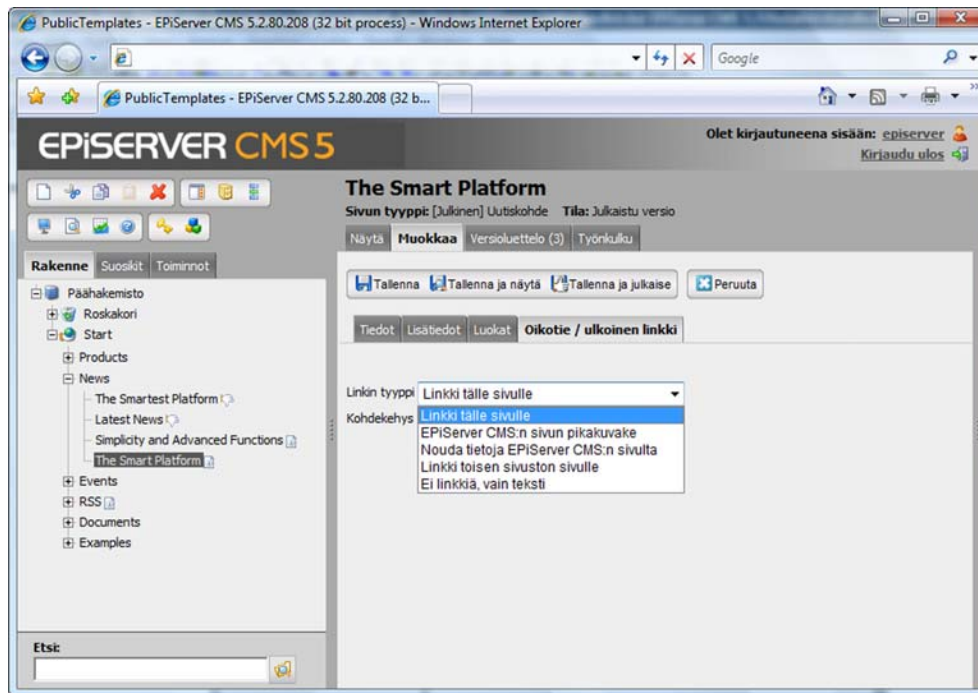 PublicTemplates - EPiServer CMS 5.2.80.208 (32 bit process) - Windows Internet Explorer
Google
PublicTemplates - EPiServer CMS 5.2.80.208 (32 b...
EPiSERVER CMS 5
Olet kirjautuneena sisään: episerver
Kirjaudu ulos
The Smart Platform
Sivun tyyppi: [Julkinen] Uutiskohde Tila: Julkaistu versio
Näytä Muokkaa Versioluettelo (3) Työnkulku
Rakenne Suosikit Toiminnot
Tallenna Tallenna ja näytä Tallenna ja julkaise Peruuta
Päähakemisto
Roskakori
Start
Products
News
The Smartest Platform
Latest News
Simplicity and Advanced Functions
The Smart Platform
Events
RSS
Documents
Examples
Tiedot Lisätiedot Luokat Oikotie / ulkoinen linkki
Linkin tyyppi Linkki tälle sivulle
Kohdekehys Linkki tälle sivulle
EPiServer CMS:n sivun pikakuvake
Nouda tietoja EPiServer CMS:n sivulta
Linkki toisen sivuston sivulle
Ei linkkiä, vain teksti
Etsi: